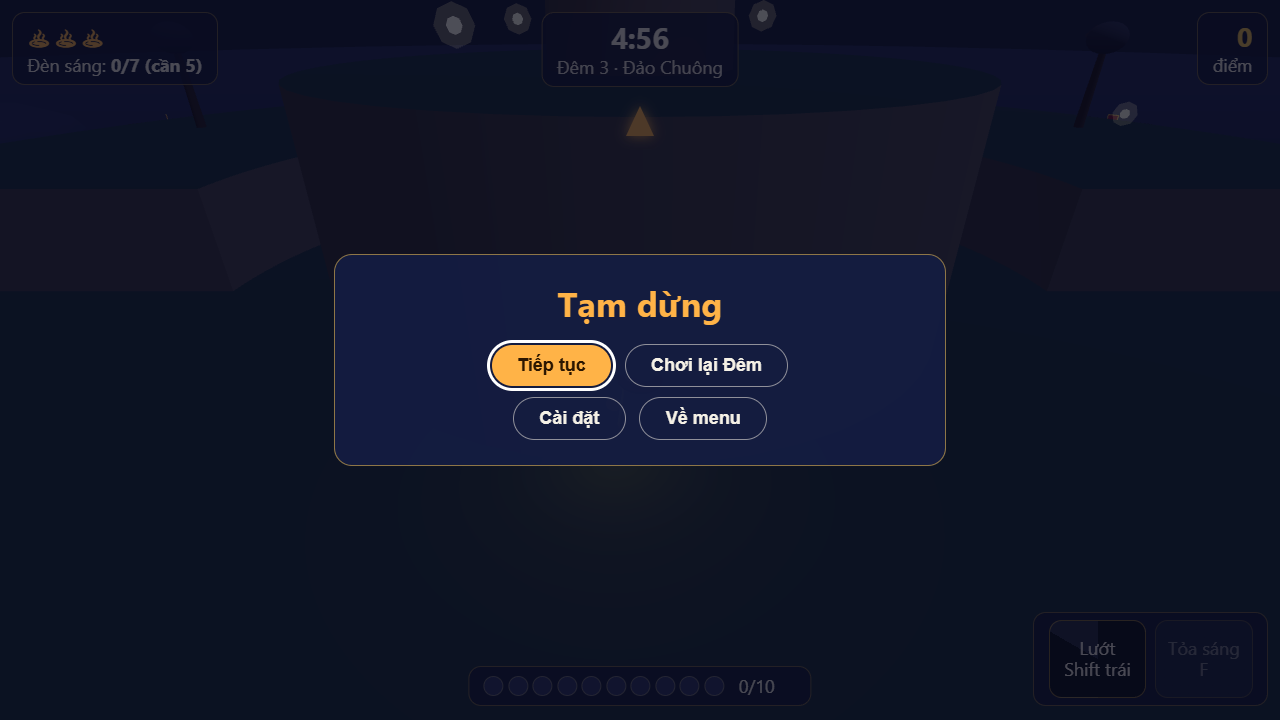 Đèn sáng: 0/7 (cần 5)
4:56
Đêm 3 · Đảo Chuông
0
điểm
Tạm dừng
Tiếp tục
Chơi lại Đêm
Cài đặt
Về menu
0/10
Lướt
Shift trái
Tỏa sáng
F